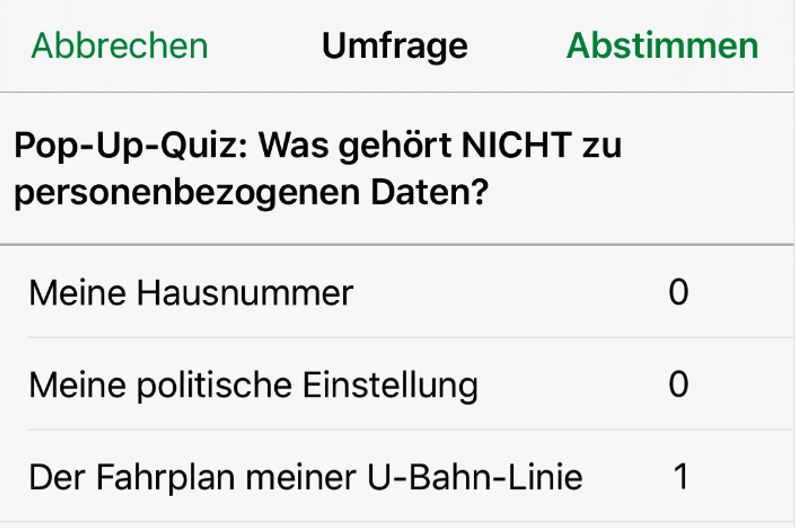 Abbrechen Umfrage Abstimmen
Pop-Up-Quiz: Was gehört NICHT zu
personenbezogenen Daten?
Meine Hausnummer 0
Meine politische Einstellung 0
Der Fahrplan meiner U-Bahn-Linie 1